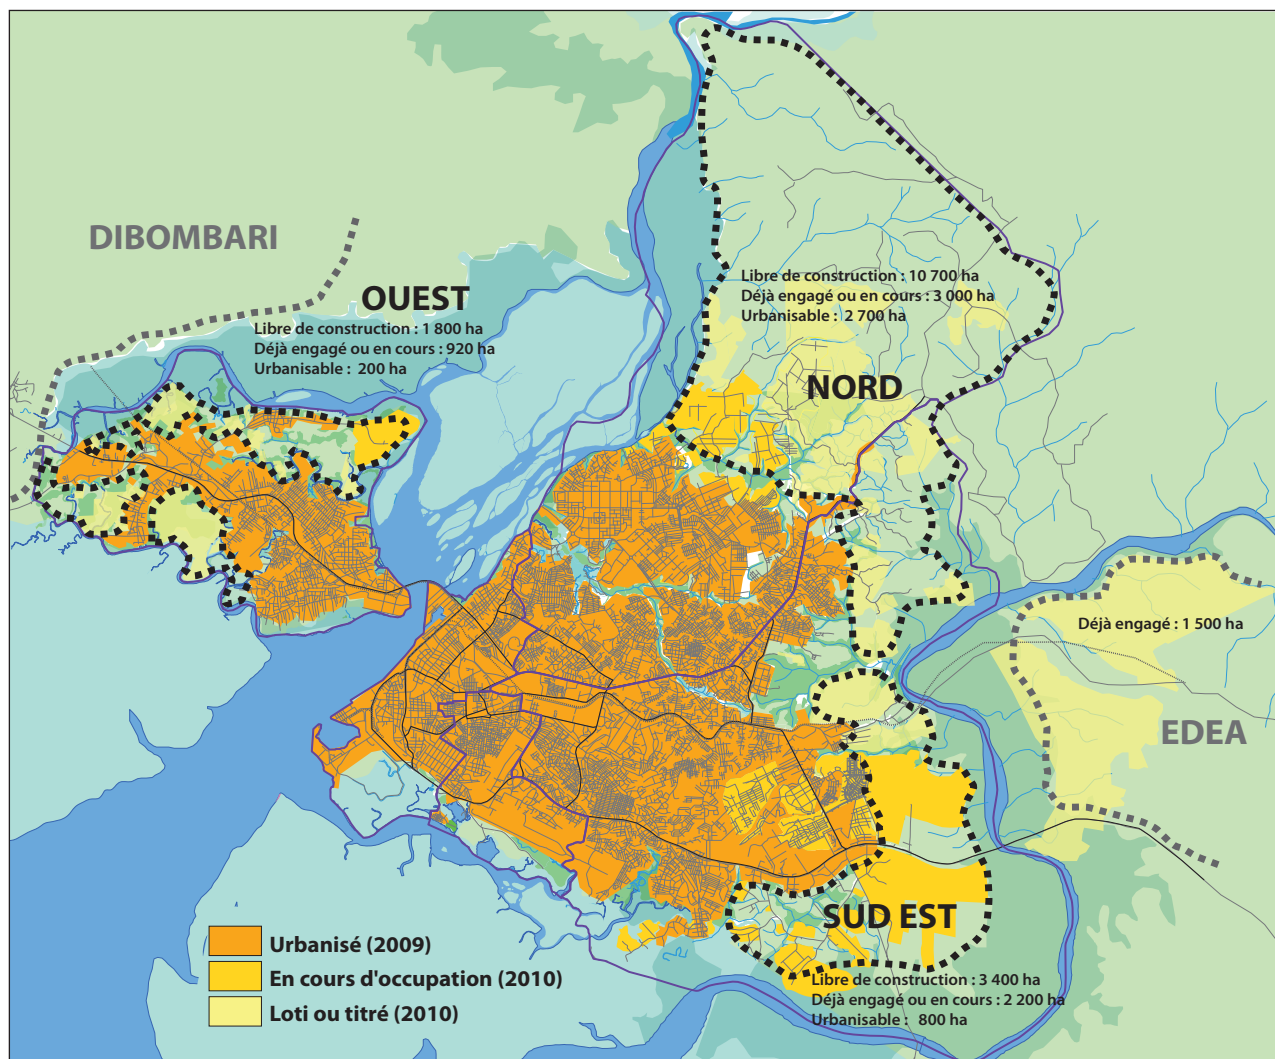 DIBOMBARI
OUEST
Libre de construction : 1 800 ha
Déjà engagé ou en cours : 920 ha
Urbanisable : 200 ha
Libre de construction : 10 700 ha
Déjà engagé ou en cours : 3 000 ha
Urbanisable : 2 700 ha
NORD
Déjà engagé : 1 500 ha
EDEA
SUD EST
Libre de construction : 3 400 ha
Déjà engagé ou en cours : 2 200 ha
Urbanisable : 800 ha
Urbanisé (2009)
En cours d'occupation (2010)
Loti ou titré (2010)